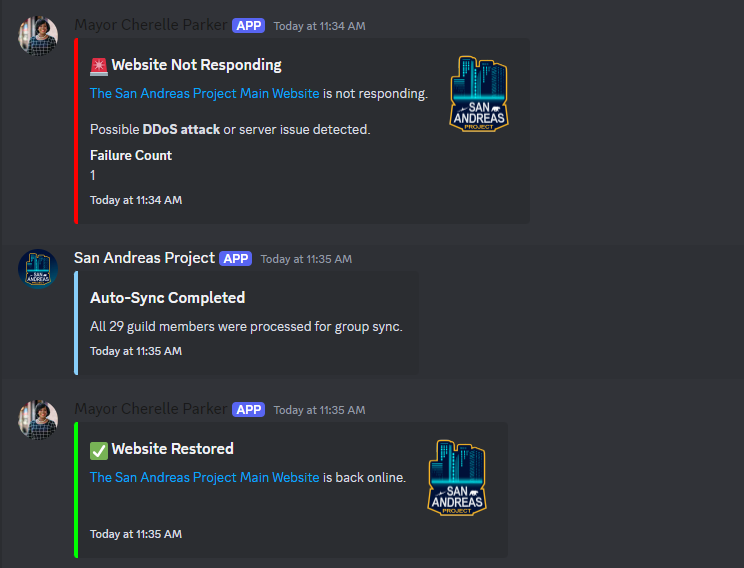 Mayor Cherelle Parker APP Today at 11:34 AM
🚨 Website Not Responding
The San Andreas Project Main Website is not responding.
Possible DDoS attack or server issue detected.
Failure Count
1
Today at 11:34 AM
SAN
ANDREAS
PROJECT
San Andreas Project APP Today at 11:35 AM
SAN
ANDREAS
Auto-Sync Completed
All 29 guild members were processed for group sync.
Today at 11:35 AM
Mayor Cherelle Parker APP Today at 11:35 AM
✅ Website Restored
The San Andreas Project Main Website is back online.
Today at 11:35 AM
SAN
ANDREAS
PROJECT